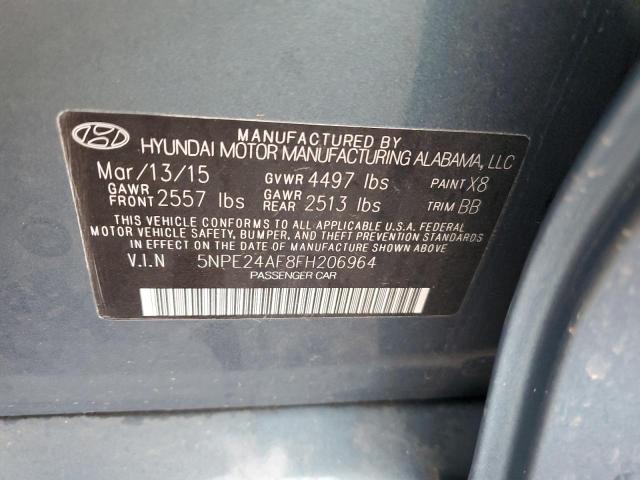 MANUFACTURED BY
HYUNDAI MOTOR MANUFACTURING ALABAMA, LLC
Mar/13/15 GVWR 4497 lbs PAINT X8
GAWR FRONT 2557 lbs GAWR REAR 2513 lbs TRIM BB
THIS VEHICLE CONFORMS TO ALL APPLICABLE U.S.A. FEDERAL
MOTOR VEHICLE SAFETY, BUMPER, AND THEFT PREVENTION STANDARDS
IN EFFECT ON THE DATE OF MANUFACTURE SHOWN ABOVE.
V.I.N 5NPE24AF8FH206964
PASSENGER CAR